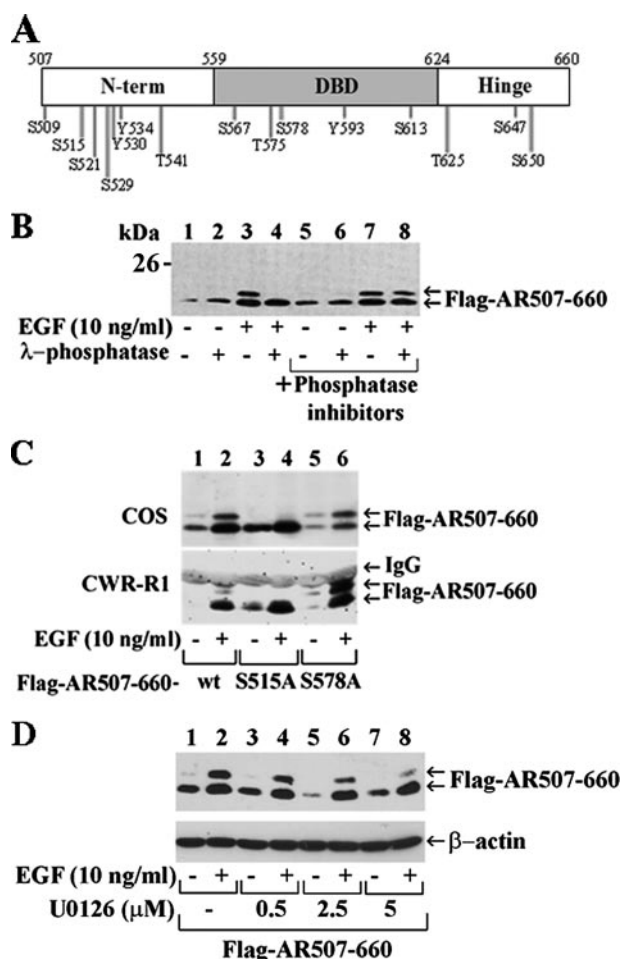 A
507 559 624 660
N-term DBD Hinge
S509 Y534 S567 S578 Y593 S613 S647
S515 Y530 T575 T625 S650
S521 T541
S529
B
kDa 1 2 3 4 5 6 7 8
26 -
Flag-AR507-660
EGF (10 ng/ml) - - + + - - + +
λ-phosphatase - + - + - + - +
+Phosphatase
inhibitors
C
1 2 3 4 5 6
COS Flag-AR507-660
IgG
CWR-R1 Flag-AR507-660
EGF (10 ng/ml) - + - + - +
Flag-AR507-660- wt S515A S578A
D
1 2 3 4 5 6 7 8
Flag-AR507-660
β-actin
EGF (10 ng/ml) - + - + - + - +
U0126 (μM) - 0.5 2.5 5
Flag-AR507-660